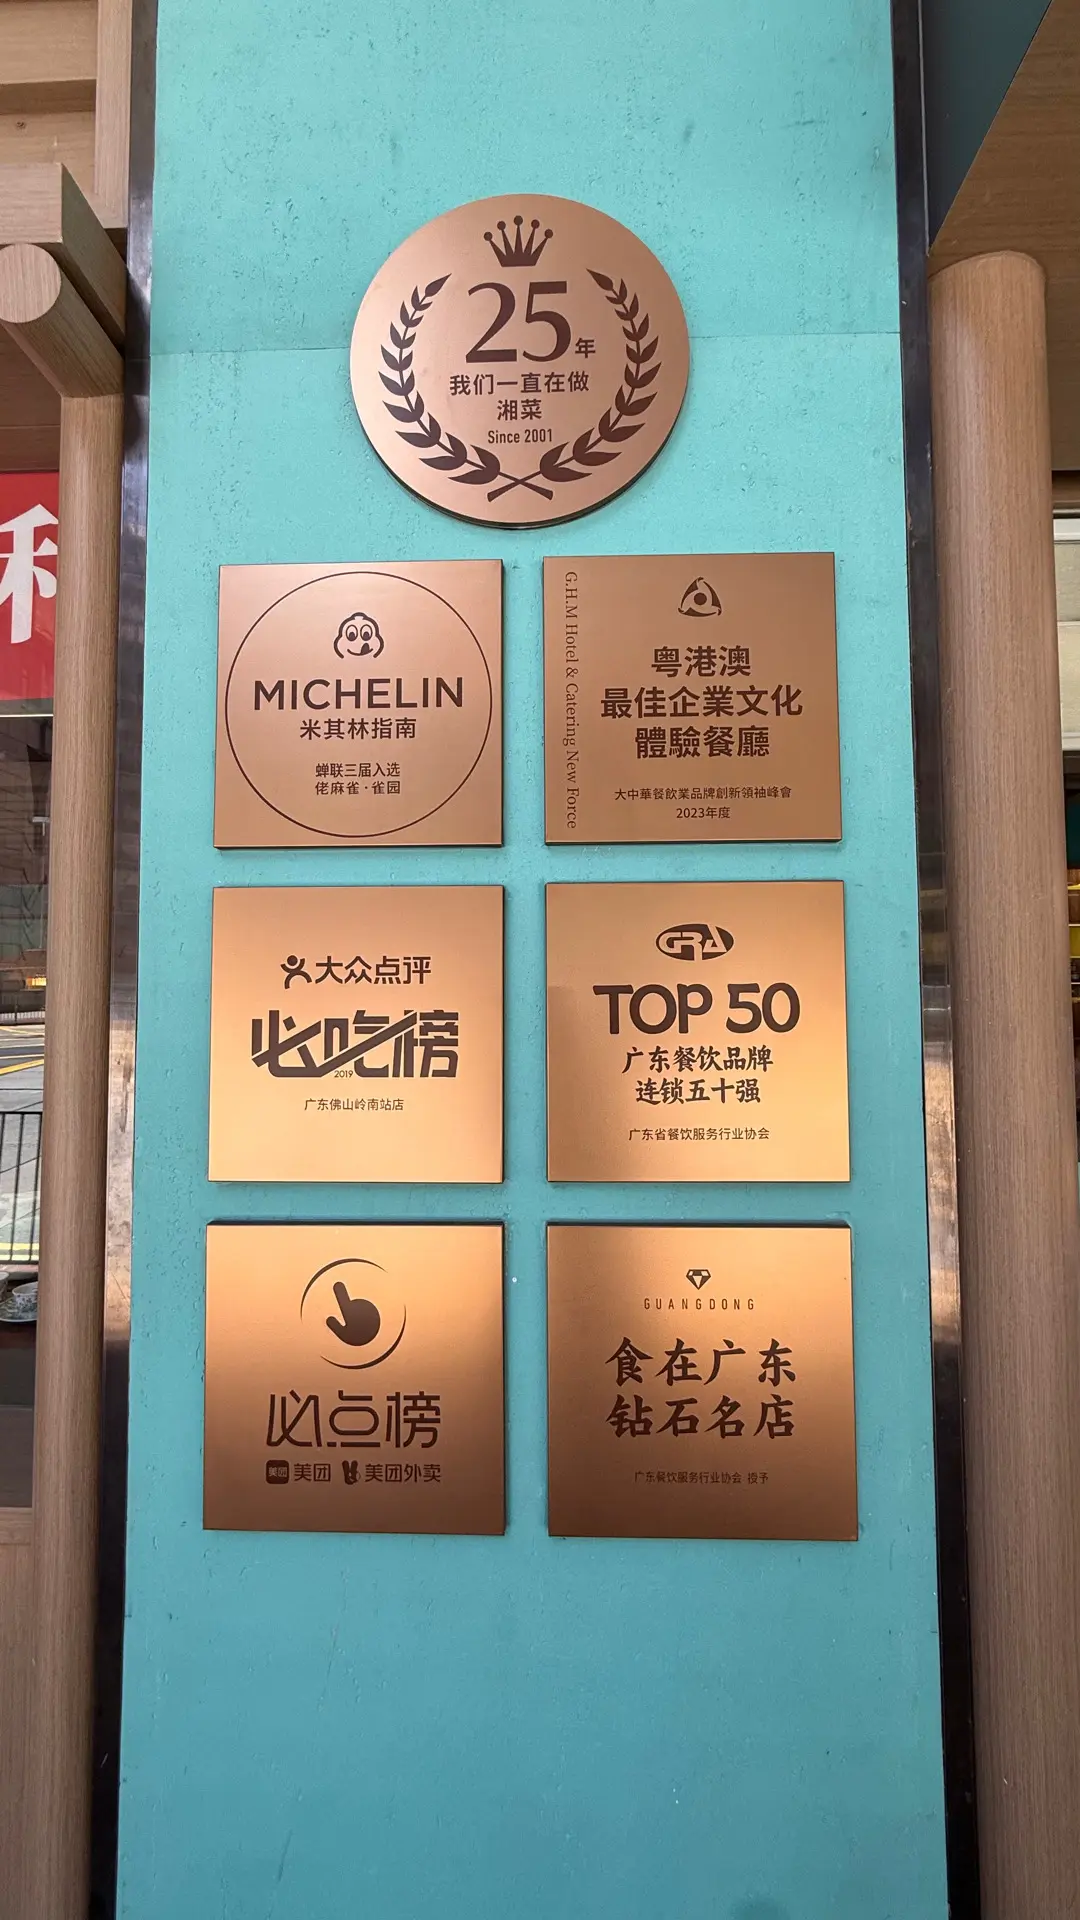 25年
我们一直在做
湘菜
Since 2001
MICHELIN
米其林指南
蝉联三届入选
佬麻雀·雀园
G.H.M Hotel & Catering New Force
粤港澳
最佳企業文化
體驗餐廳
大中華餐飲業品牌創新領袖峰會
2023年度
大众点评
必吃榜
2019
广东佛山岭南站店
GRA
TOP 50
广东餐饮品牌
连锁五十强
广东省餐饮服务行业协会
必点榜
美团 美团 美团外卖
GUANGDONG
食在广东
钻石名店
广东餐饮服务行业协会 授予